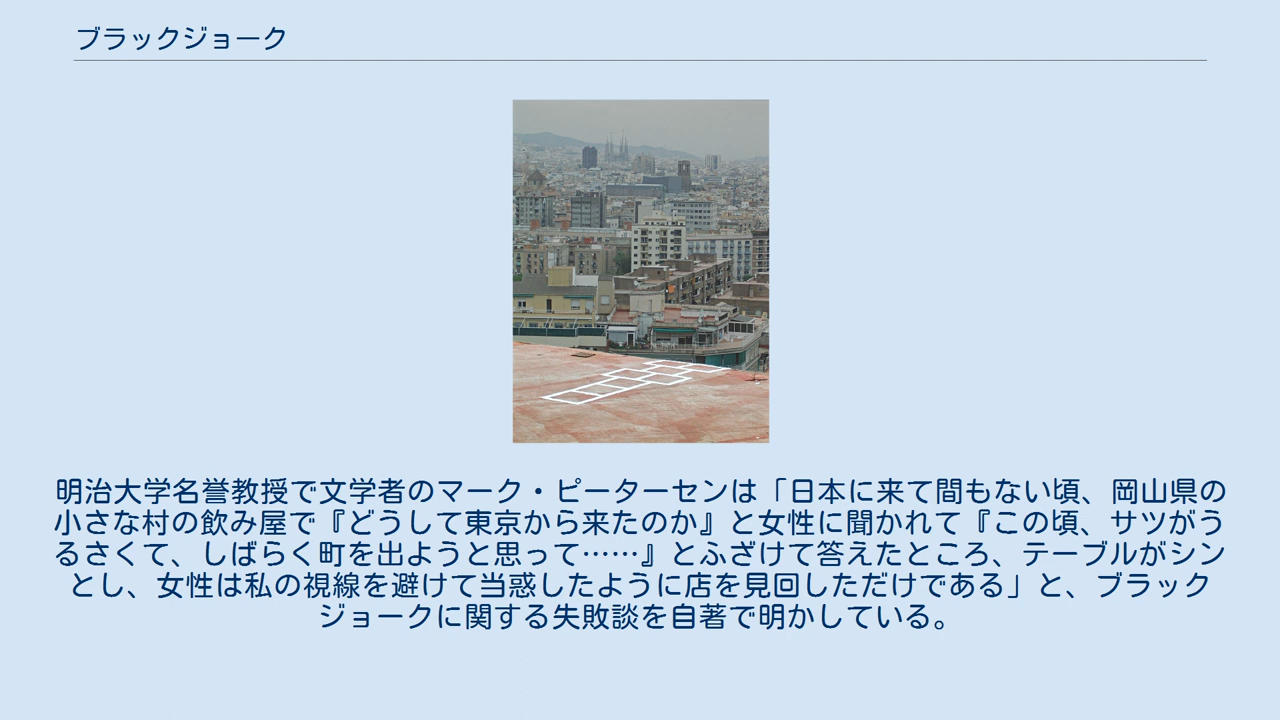 ブラックジョーク
明治大学名誉教授で文学者のマーク・ピーターセンは「日本に来て間もない頃、岡山県の
小さな村の飲み屋で『どうして東京から来たのか』と女性に聞かれて『この頃、サツがう
るさくて、しばらく町を出ようと思って……』とふざけて答えたところ、テーブルがシン
とし、女性は私の視線を避けて当惑したように店を見回しただけである」と、ブラック
ジョークに関する失敗談を自著で明かしている。